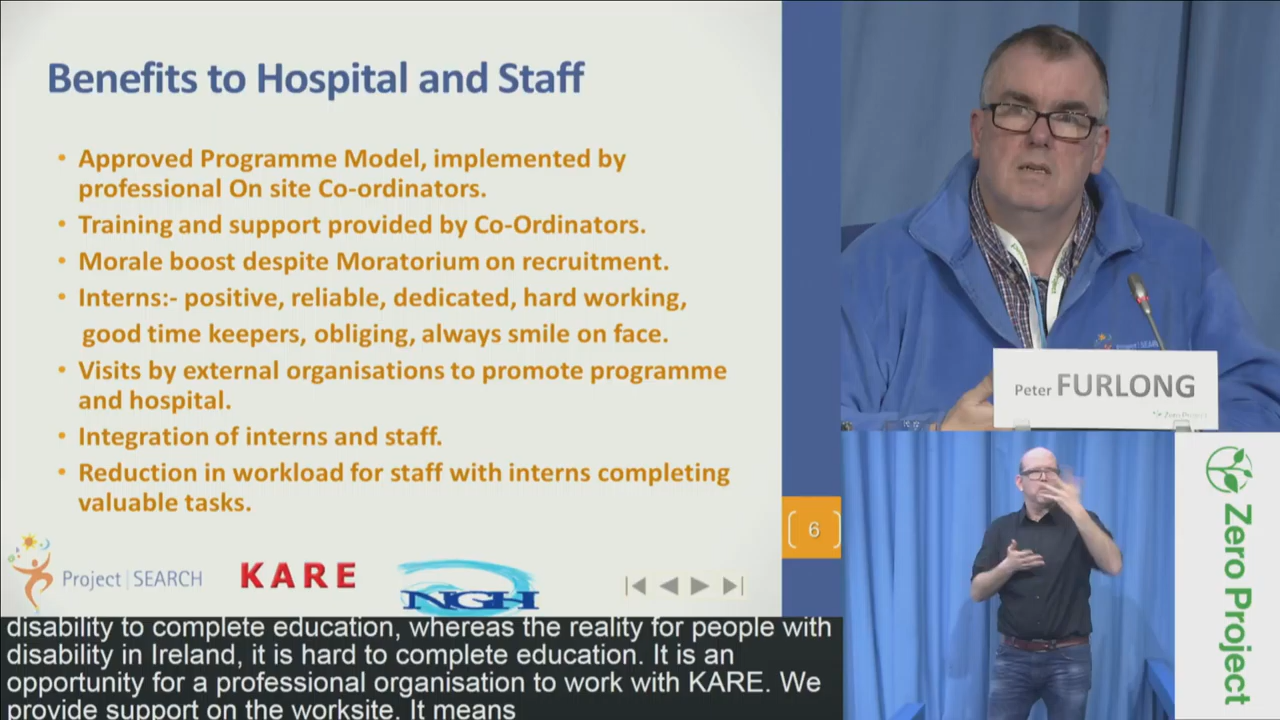 Benefits to Hospital and Staff
• Approved Programme Model, implemented by
professional On site Co-ordinators.
• Training and support provided by Co-Ordinators.
• Morale boost despite Moratorium on recruitment.
• Interns:- positive, reliable, dedicated, hard working,
good time keepers, obliging, always smile on face.
• Visits by external organisations to promote programme
and hospital.
• Integration of interns and staff.
• Reduction in workload for staff with interns completing
valuable tasks.
6
Project|SEARCH
KARE
NGH
disability to complete education, whereas the reality for people with
disability in Ireland, it is hard to complete education. It is an
opportunity for a professional organisation to work with KARE. We
provide support on the worksite. It means
Project|SEARCH
Peter FURLONG
Zero Project
Zero Project